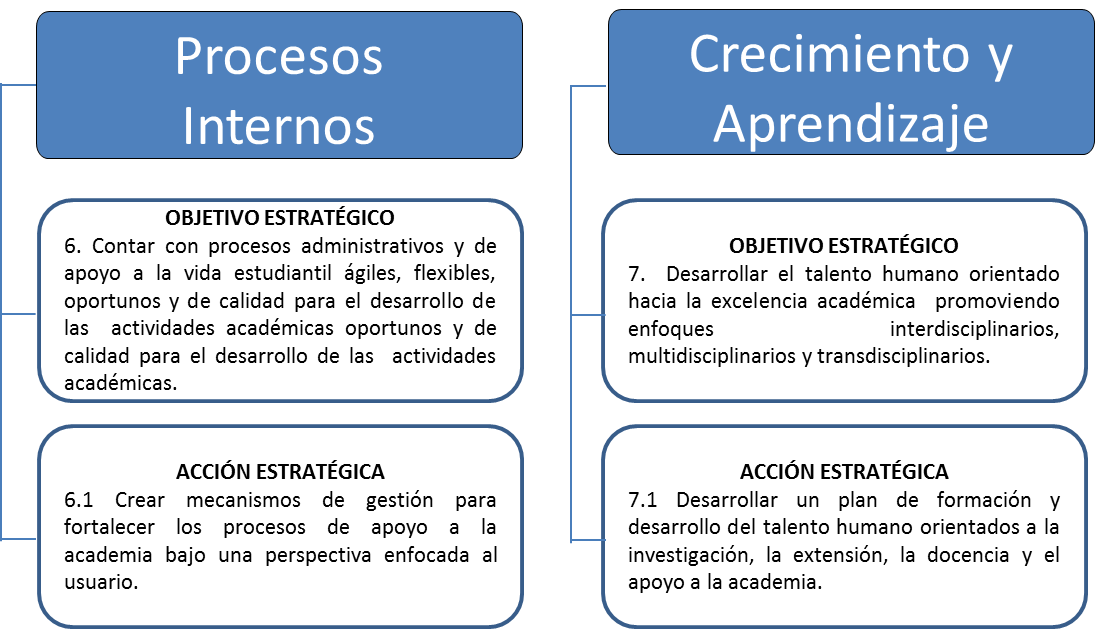 Procesos
Internos
OBJETIVO ESTRATÉGICO
6. Contar con procesos administrativos y de
apoyo a la vida estudiantil ágiles, flexibles,
oportunos y de calidad para el desarrollo de
las actividades académicas oportunos y de
calidad para el desarrollo de las actividades
académicas.
ACCIÓN ESTRATÉGICA
6.1 Crear mecanismos de gestión para
fortalecer los procesos de apoyo a la
academia bajo una perspectiva enfocada al
usuario.
Crecimiento y
Aprendizaje
OBJETIVO ESTRATÉGICO
7. Desarrollar el talento humano orientado
hacia la excelencia académica promoviendo
enfoques interdisciplinarios,
multidisciplinarios y transdisciplinarios.
ACCIÓN ESTRATÉGICA
7.1 Desarrollar un plan de formación y
desarrollo del talento humano orientados a la
investigación, la extensión, la docencia y el
apoyo a la academia.